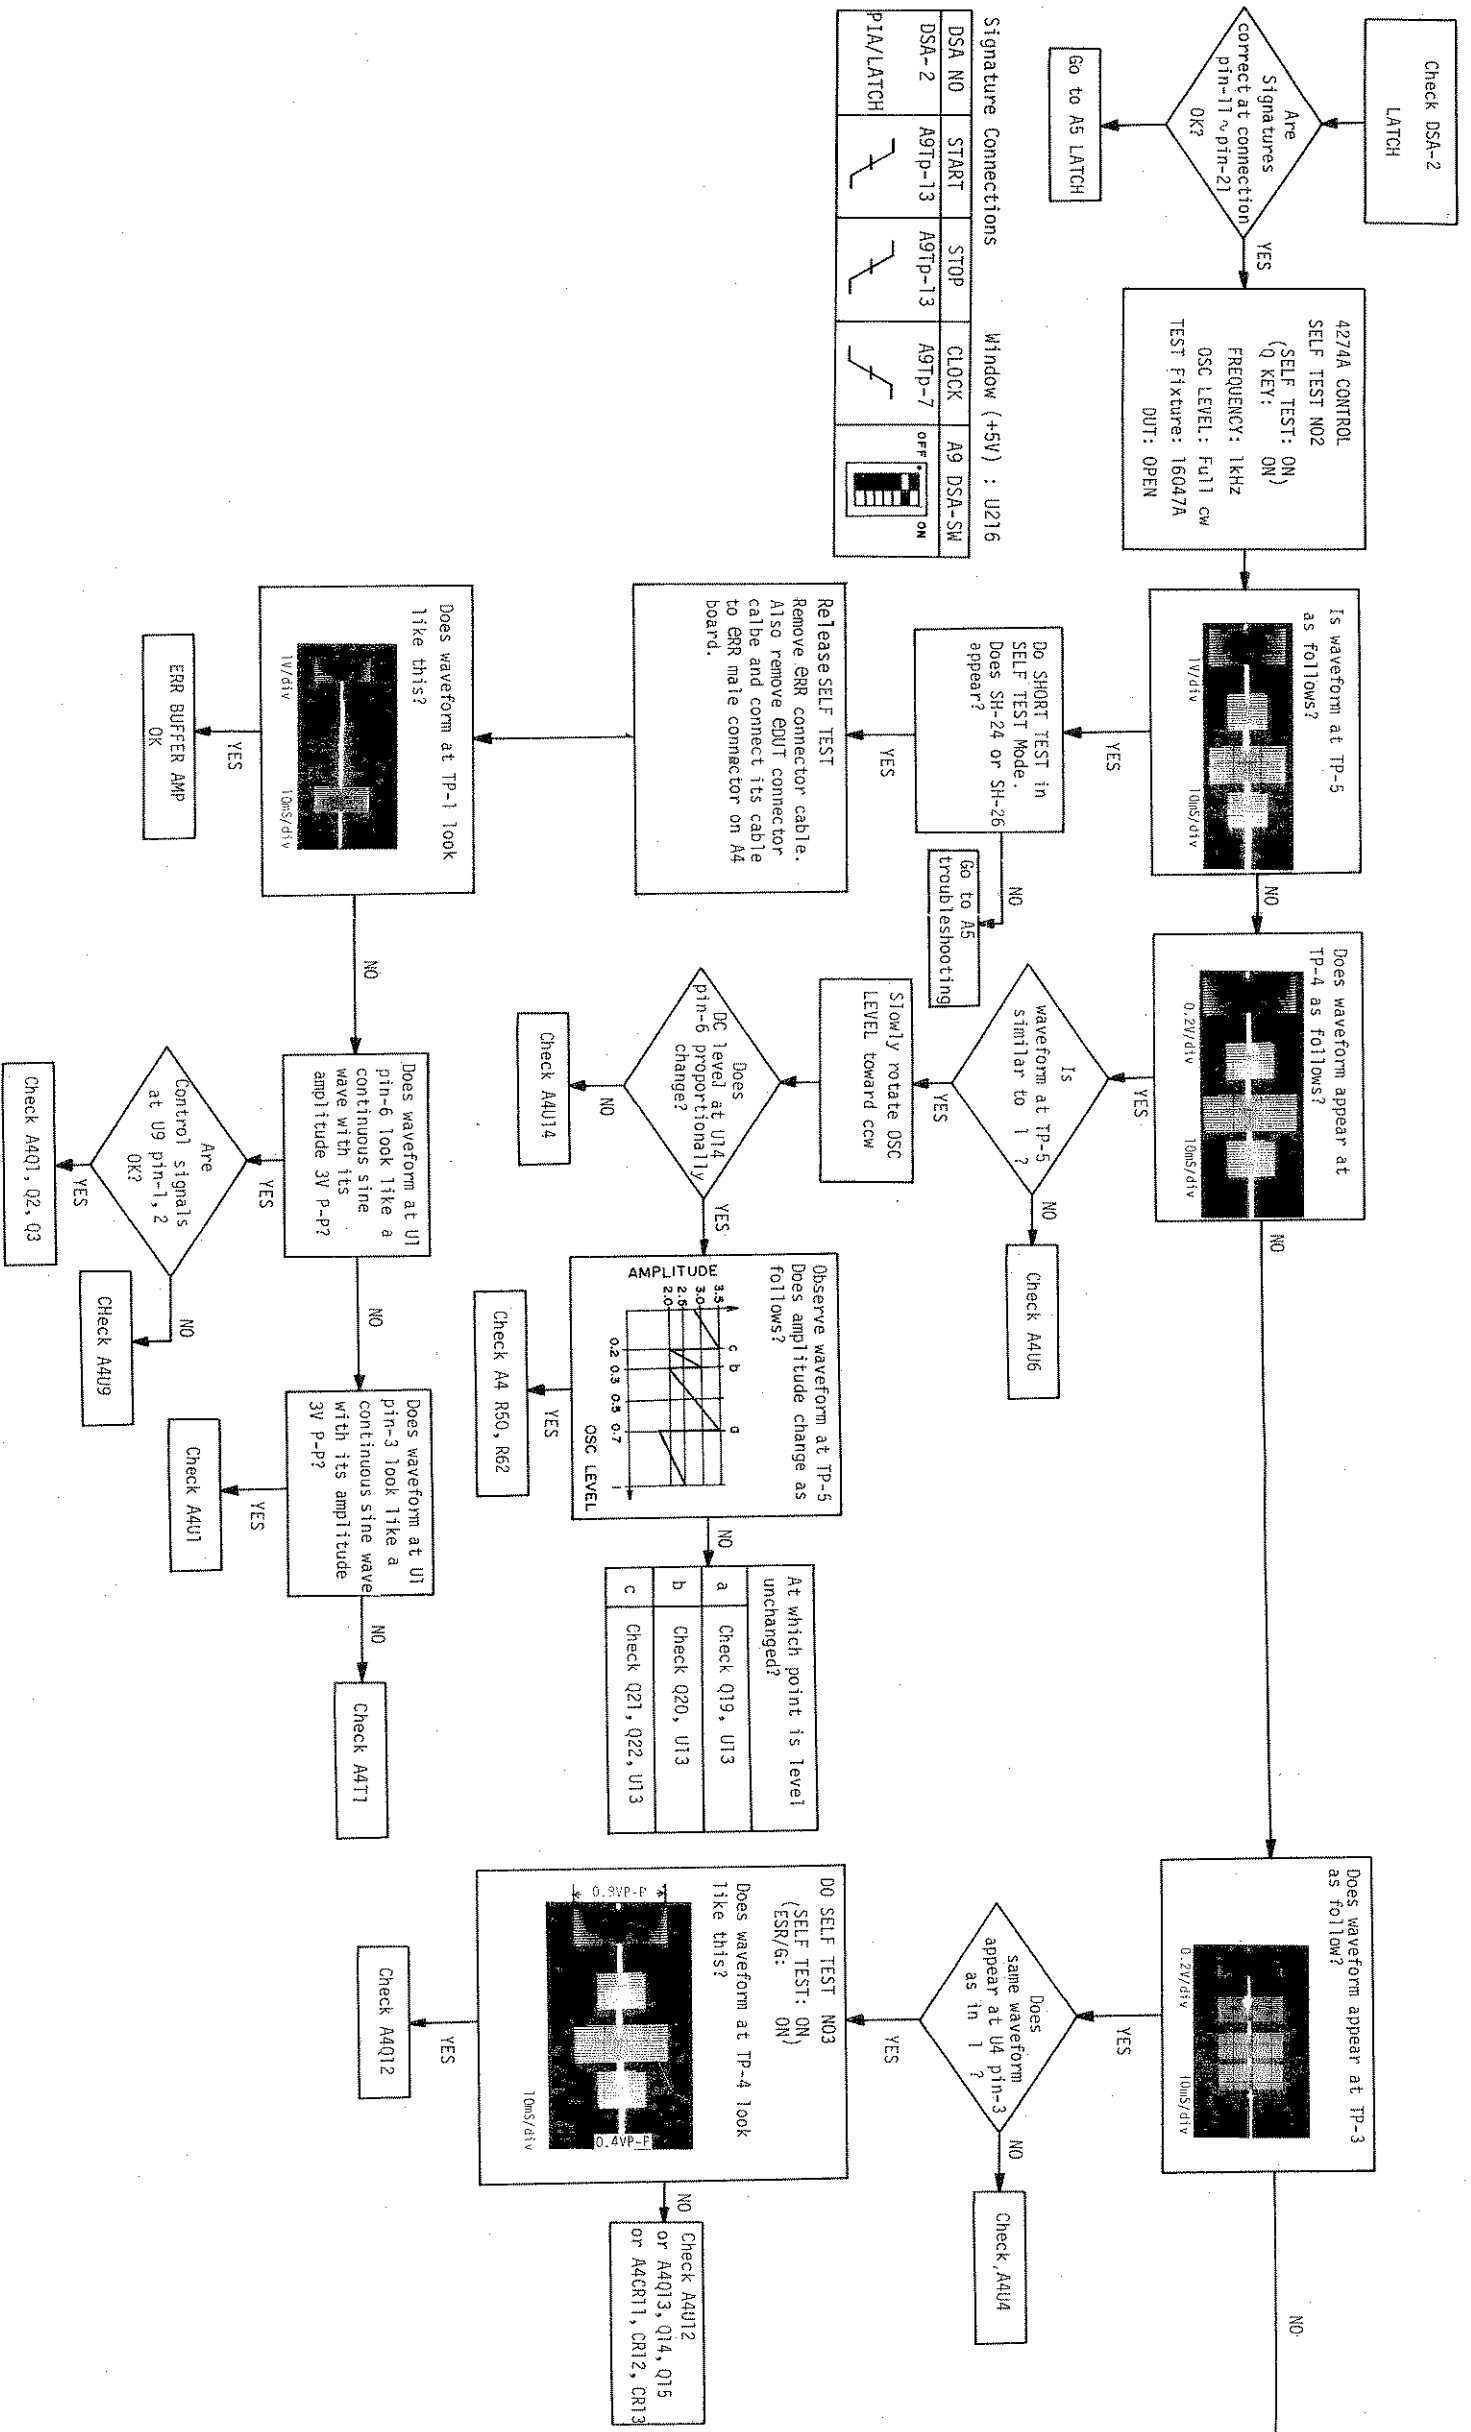 Check DSA-2
LATCH
Are
Signatures
correct at connection
pin-11 ~ pin-21
OK?
Go to A5 LATCH
YES
4274A CONTROL
SELF TEST NO2
(SELF TEST: ON,
Q KEY: ON)
FREQUENCY: 1kHz
OSC LEVEL: Full cw
TEST Fixture: 16047A
DUT: OPEN
Signature Connections Window (+5V) : U216
DSA NO START STOP CLOCK A9 DSA-SW
DSA-2 A9Tp-13 A9Tp-13 A9Tp-7 OFF ON
PIA/LATCH
Is waveform at TP-5
as follows?
1V/div 10mS/div
YES
NO
Do SHORT TEST in
SELF TEST Mode.
Does SH-24 or SH-26
appear?
YES
NO
Go to A5
troubleshooting
Release SELF TEST
Remove eRR connector cable.
Also remove eDUT connector
calbe and connect its cable
to eRR male connector on A4
board.
Does waveform at TP-1 look
like this?
1V/div 10mS/div
YES
ERR BUFFER AMP
OK
NO
Does waveform appear at
TP-4 as follows?
0.2V/div 10mS/div
YES
NO
Is
waveform at TP-5
similar to 1 ?
YES
NO
Check A4U6
Slowly rotate OSC
LEVEL toward ccw
Does
DC level at U14
pin-6 proportionally
change?
NO
Check A4U14
YES
Observe waveform at TP-5
Does amplitude change as
follows?
AMPLITUDE
3.5
3.0
2.5
2.0
c b a
0.2 0.3 0.5 0.7 1
OSC LEVEL
YES
Check A4 R50, R62
NO
At which point is level
unchanged?
a Check Q19, U13
b Check Q20, U13
c Check Q21, Q22, U13
Does waveform at U1
pin-6 look like a
continuous sine
wave with its
amplitude 3V P-P?
YES
NO
Are
Control signals
at U9 pin-1, 2
OK?
YES
Check A4Q1, Q2, Q3
NO
CHeck A4U9
Does waveform at U1
pin-3 look like a
continuous sine wave
with its amplitude
3V P-P?
YES
Check A4U1
NO
Check A4T1
Does waveform appear at TP-3
as follow?
0.2V/div 10mS/div
YES
NO
Does
same waveform
appear at U4 pin-3
as in 1 ?
YES
NO
Check A4U4
DO SELF TEST NO3
(SELF TEST: ON,
ESR/G: ON)
Does waveform at TP-4 look
like this?
0.9VP-P
0.4VP-P
10mS/div
YES
Check A4Q12
NO
Check A4U12
or A4Q13, Q14, Q15
or A4CR11, CR12, CR13